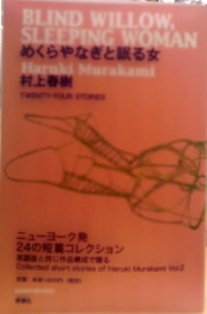 BLIND WILLOW,
SLEEPING WOMAN
めくらやなぎと眠る女
Haruki Murakami
村上春樹
TWENTY-FOUR STORIES
ニューヨーク発
24の短篇コレクション
英語版と同じ作品構成で贈る
Collected short stories of Haruki Murakami Vol.2
新潮社